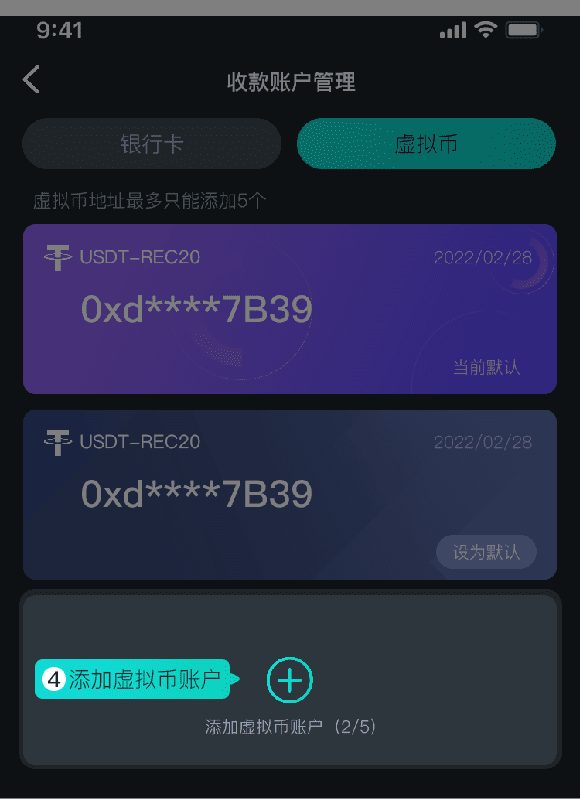 9:41
收款账户管理
银行卡
虚拟币
虚拟币地址最多只能添加5个
USDT-REC20
2022/02/28
0xd****7B39
当前默认
USDT-REC20
2022/02/28
0xd****7B39
设为默认
4 添加虚拟币账户
添加虚拟币账户（2/5）